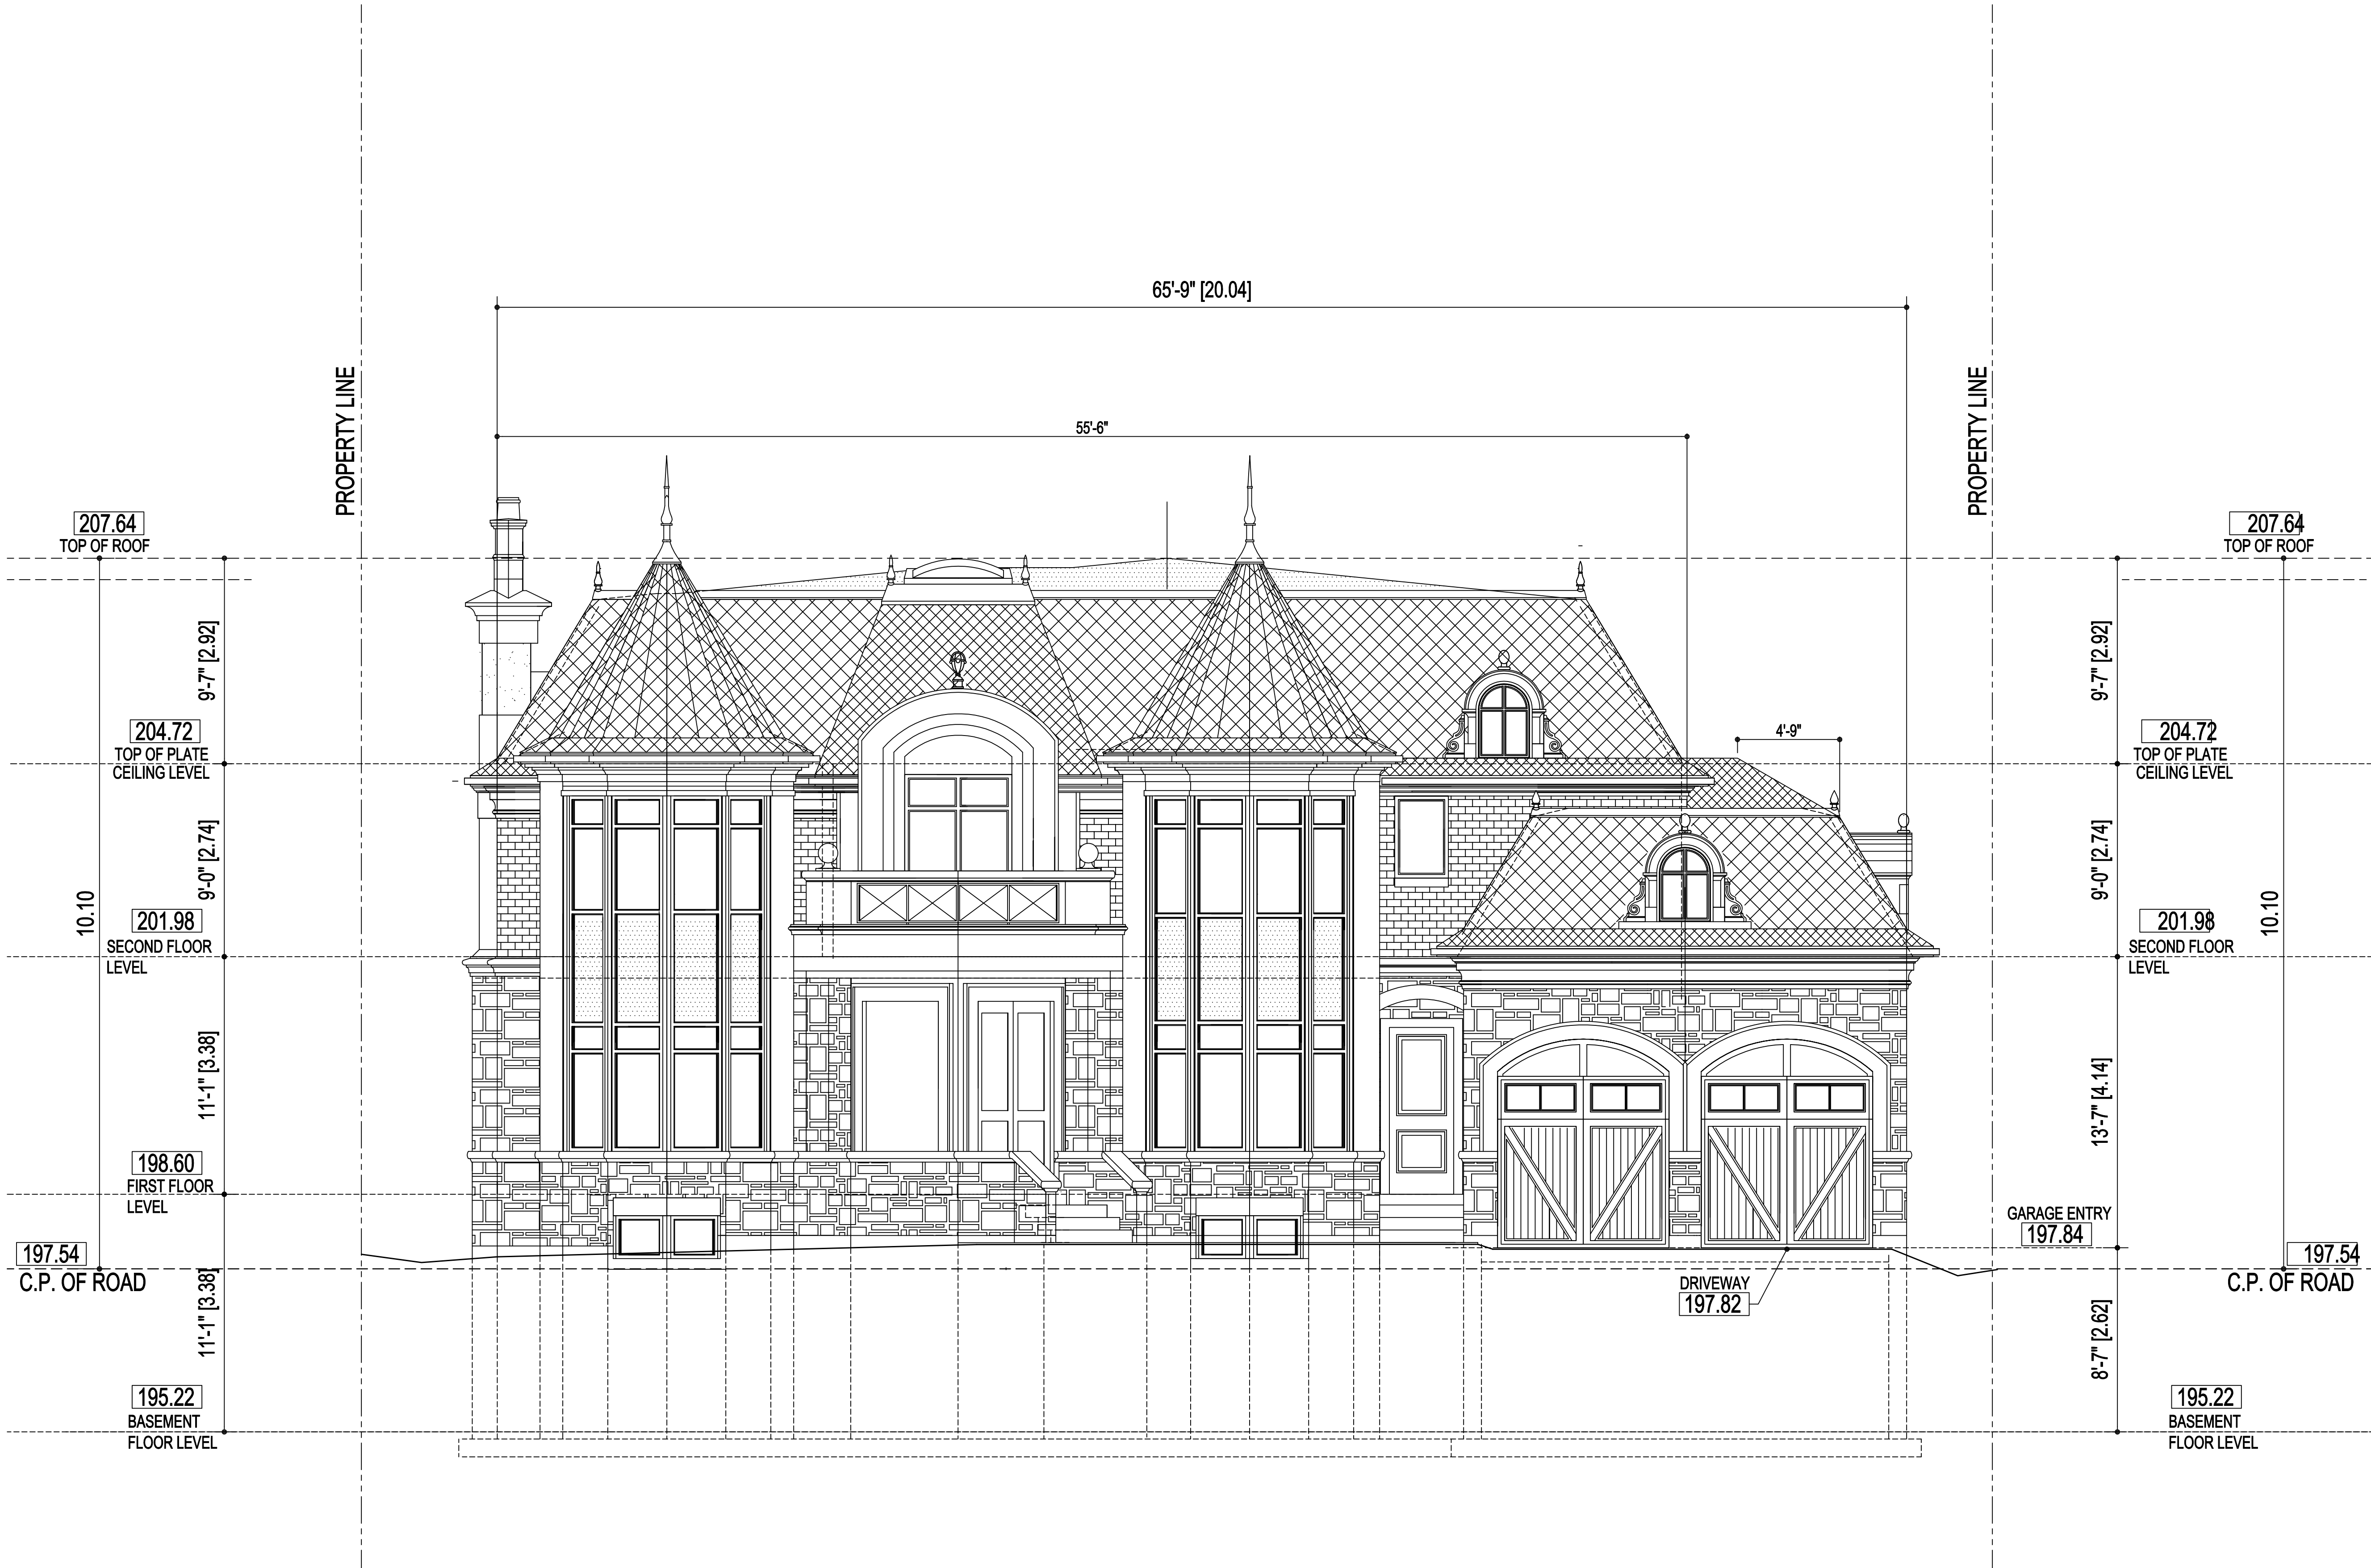 65'-9" [20.04]
PROPERTY LINE
PROPERTY LINE
55'-6"
207.64
TOP OF ROOF
207.64
TOP OF ROOF
9'-7" [2.92]
9'-7" [2.92]
204.72
TOP OF PLATE
CEILING LEVEL
4'-9"
204.72
TOP OF PLATE
CEILING LEVEL
9'-0" [2.74]
9'-0" [2.74]
10.10
10.10
201.98
SECOND FLOOR
LEVEL
201.98
SECOND FLOOR
LEVEL
11'-1" [3.38]
13'-7" [4.14]
198.60
FIRST FLOOR
LEVEL
GARAGE ENTRY
197.84
197.54
C.P. OF ROAD
197.54
C.P. OF ROAD
DRIVEWAY
197.82
11'-1" [3.38]
8'-7" [2.62]
195.22
BASEMENT
FLOOR LEVEL
195.22
BASEMENT
FLOOR LEVEL